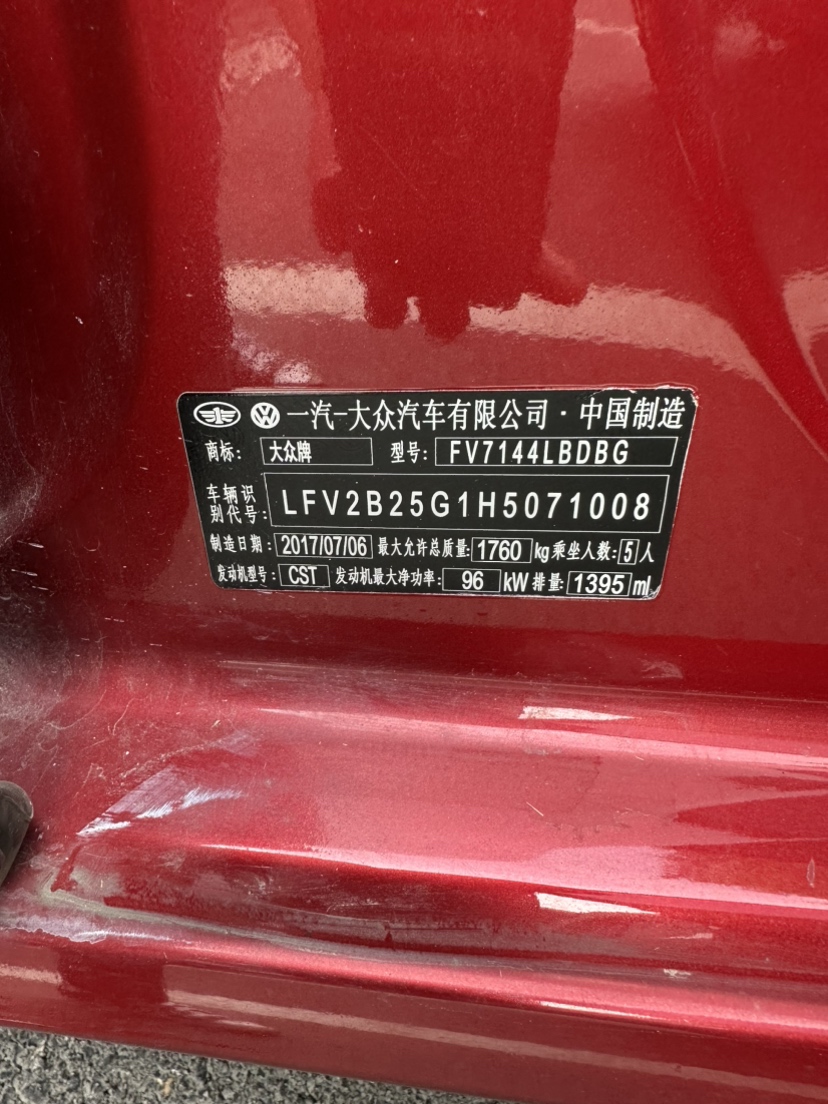 一汽-大众汽车有限公司·中国制造
商标: 大众牌 型号: FV7144LBDBG
车辆识别代号: LFV2B25G1H5071008
制造日期: 2017/07/06 最大允许总质量: 1760 kg 乘坐人数: 5 人
发动机型号: CST 发动机最大净功率: 96 kW 排量: 1395 ml